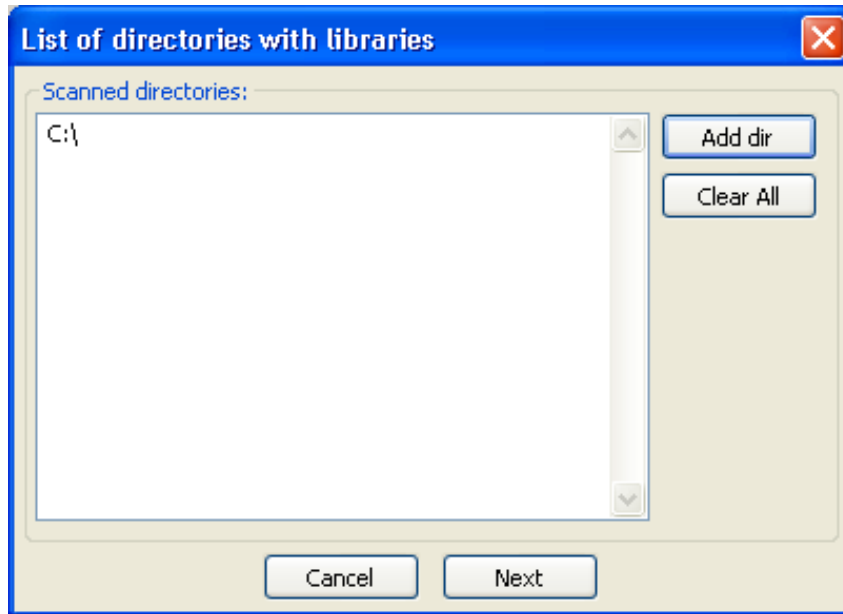 List of directories with libraries
Scanned directories:
C:\
Add dir
Clear All
Cancel
Next